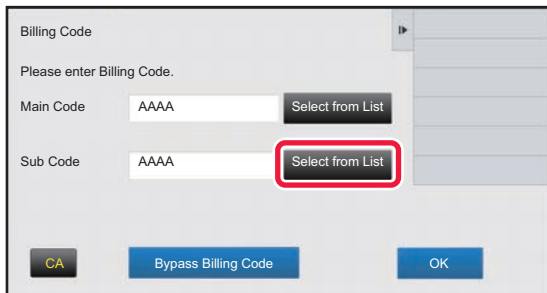 Billing Code
Please enter Billing Code.
Main Code AAAA Select from List
Sub Code AAAA Select from List
CA Bypass Billing Code OK